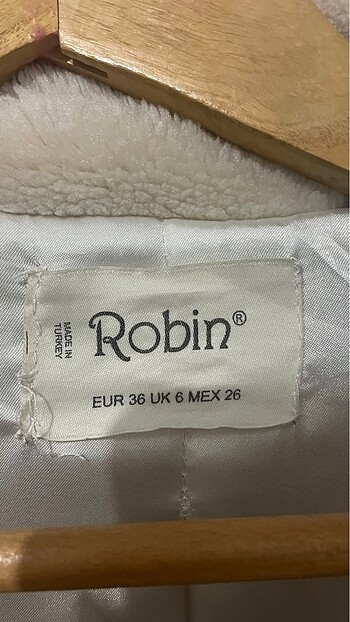 MADE IN
TURKEY
Robin®
EUR 36 UK 6 MEX 26